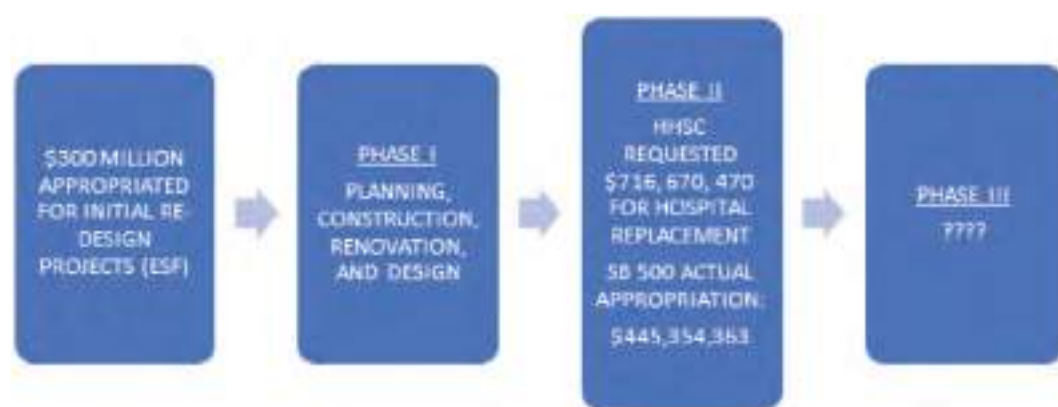 $300 MILLION
APPROPRIATED
FOR INITIAL RE-
DESIGN
PROJECTS (ESF)
PHASE I
PLANNING,
CONSTRUCTION,
RENOVATION,
AND DESIGN
PHASE II
HHSC
REQUESTED
$716, 670, 470
FOR HOSPITAL
REPLACEMENT
SB 500 ACTUAL
APPROPRIATION:
$445,354,363
PHASE III
????